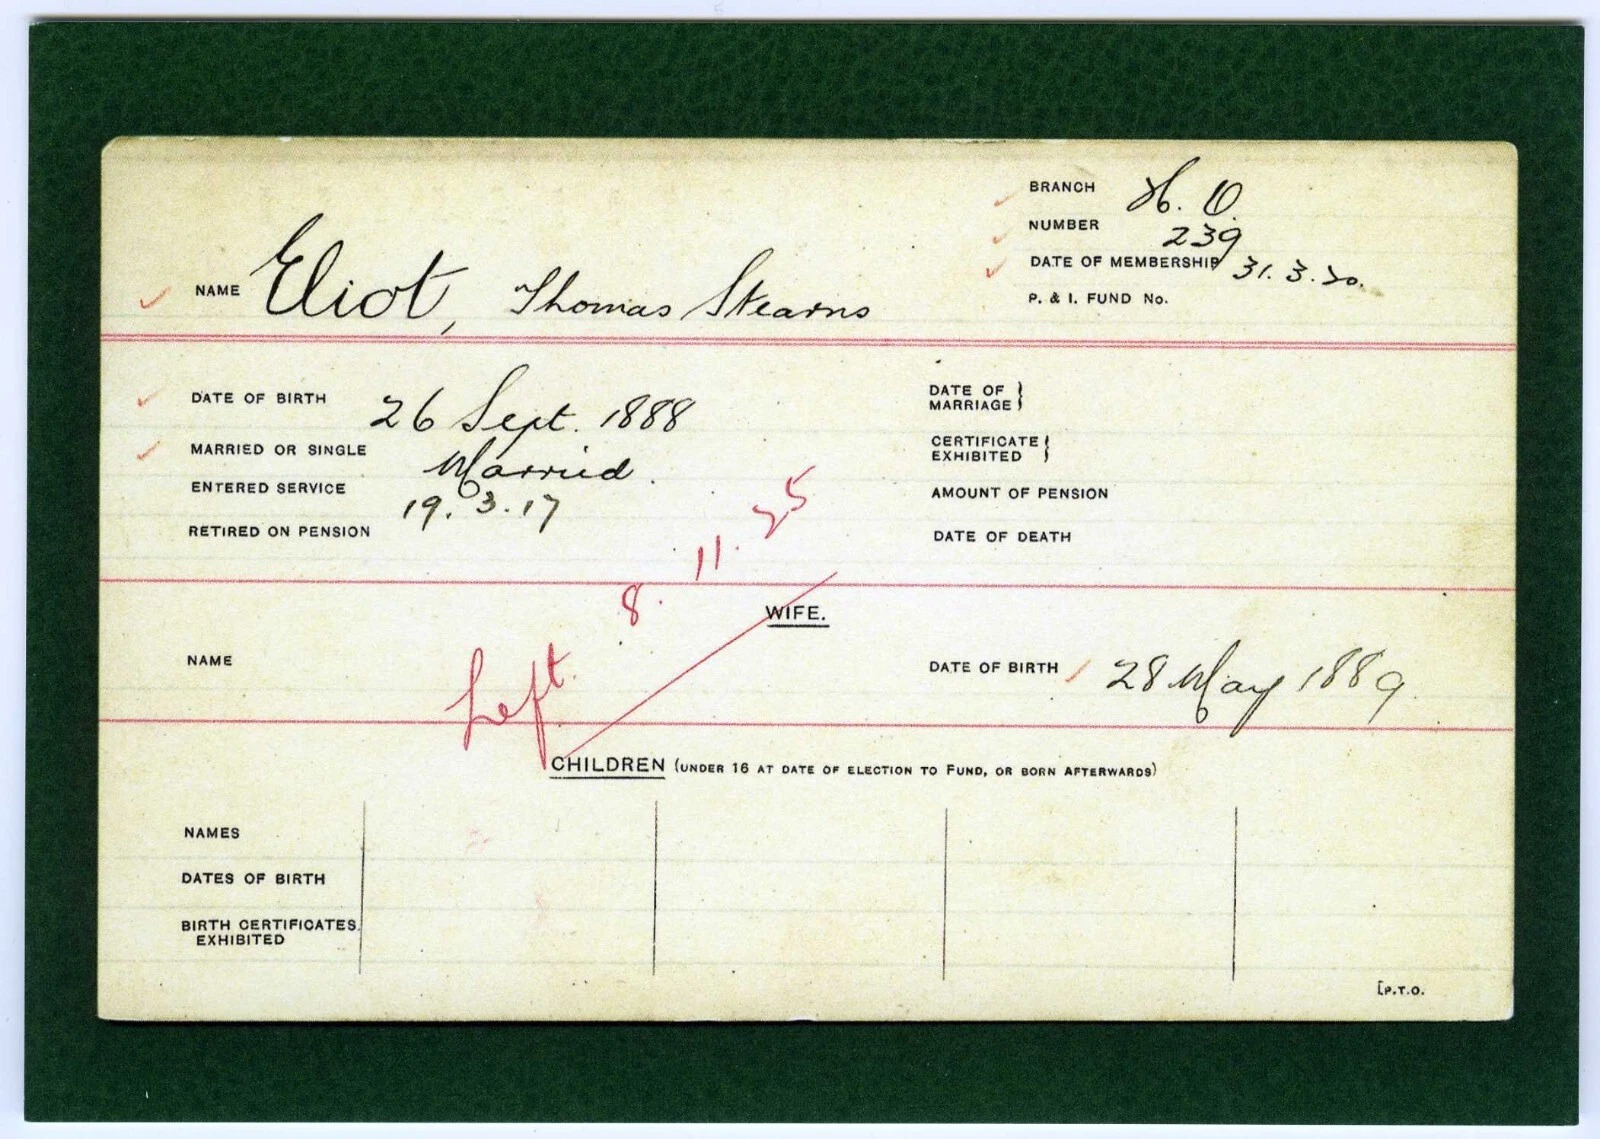 BRANCH H. O.
NUMBER 239
DATE OF MEMBERSHIP 31. 3. 20.
NAME Eliot, Thomas Stearns
P. & I. FUND No.
DATE OF BIRTH 26 Sept. 1888
DATE OF MARRIAGE
MARRIED OR SINGLE Married.
CERTIFICATE EXHIBITED
ENTERED SERVICE 19. 3. 17
AMOUNT OF PENSION
RETIRED ON PENSION
DATE OF DEATH
Left. 8. 11. 25
WIFE.
NAME
DATE OF BIRTH 28 May 1889.
CHILDREN (UNDER 16 AT DATE OF ELECTION TO FUND, OR BORN AFTERWARDS)
NAMES
DATES OF BIRTH
BIRTH CERTIFICATES
EXHIBITED
[P.T.O.